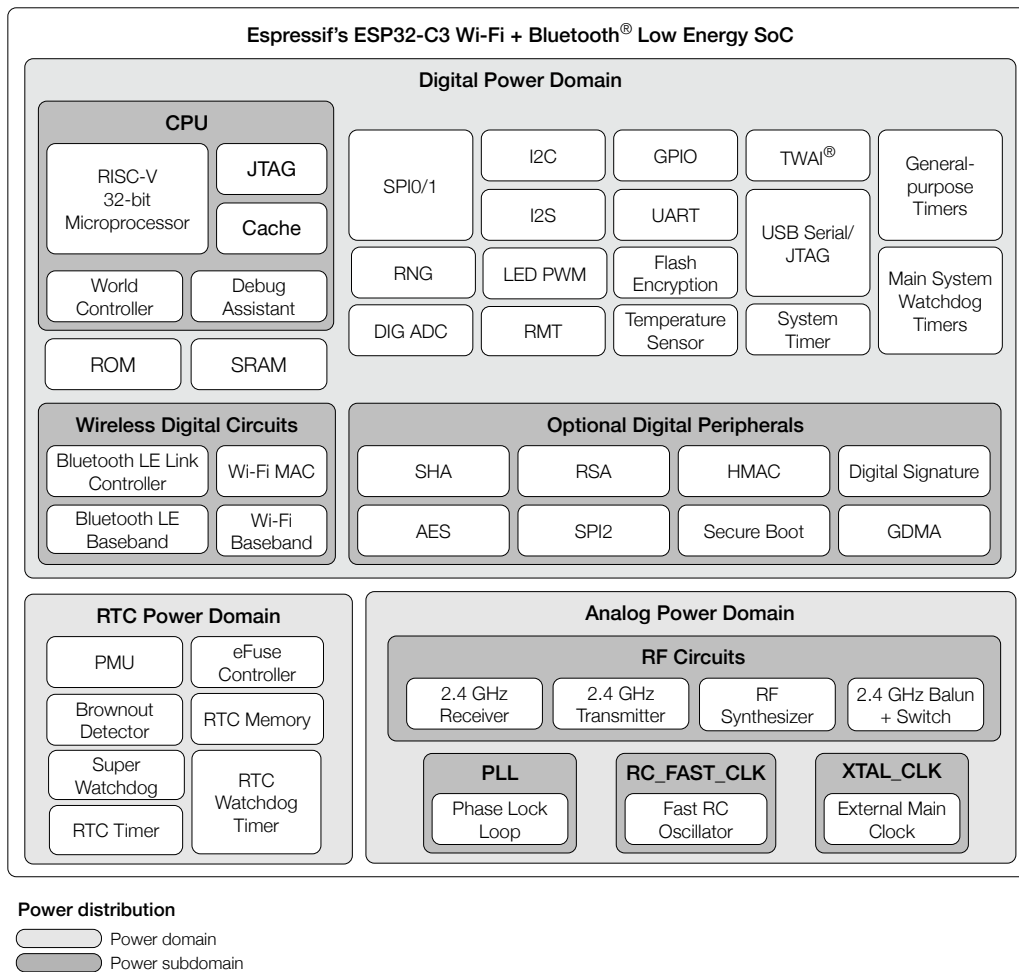 Espressif's ESP32-C3 Wi-Fi + Bluetooth® Low Energy SoC
Digital Power Domain
CPU
RISC-V
32-bit
Microprocessor
JTAG
Cache
World
Controller
Debug
Assistant
ROM
SRAM
SPI0/1
I2C
GPIO
TWAI®
General-
purpose
Timers
I2S
UART
USB Serial/
JTAG
RNG
LED PWM
Flash
Encryption
Main System
Watchdog
Timers
DIG ADC
RMT
Temperature
Sensor
System
Timer
Wireless Digital Circuits
Bluetooth LE Link
Controller
Wi-Fi MAC
Bluetooth LE
Baseband
Wi-Fi
Baseband
Optional Digital Peripherals
SHA
RSA
HMAC
Digital Signature
AES
SPI2
Secure Boot
GDMA
RTC Power Domain
PMU
eFuse
Controller
Brownout
Detector
RTC Memory
Super
Watchdog
RTC
Watchdog
Timer
RTC Timer
Analog Power Domain
RF Circuits
2.4 GHz
Receiver
2.4 GHz
Transmitter
RF
Synthesizer
2.4 GHz Balun
+ Switch
PLL
Phase Lock
Loop
RC_FAST_CLK
Fast RC
Oscillator
XTAL_CLK
External Main
Clock
Power distribution
Power domain
Power subdomain